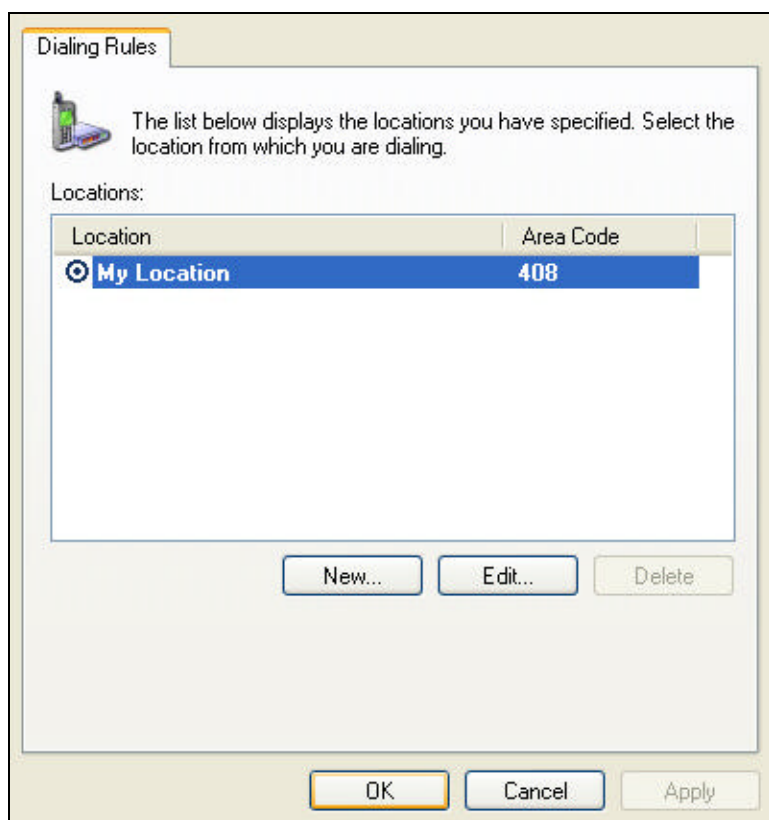 Dialing Rules
The list below displays the locations you have specified. Select the
location from which you are dialing.
Locations:
Location Area Code
My Location 408
New... Edit... Delete
OK Cancel Apply